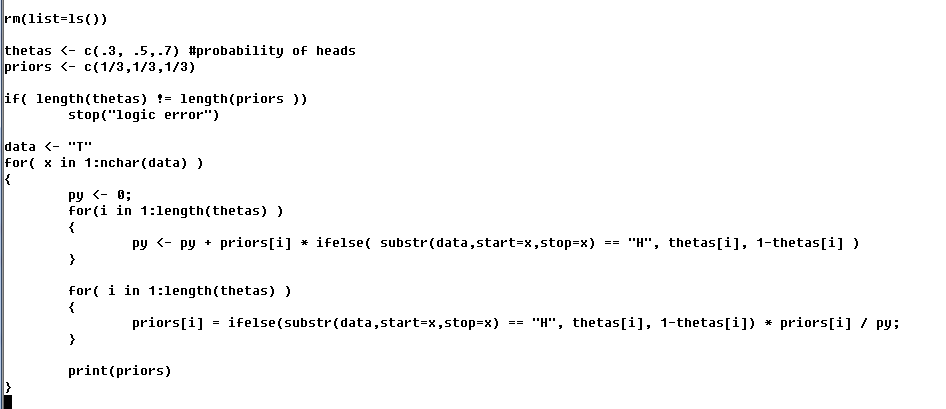 rm(list=ls())
thetas <- c(.3, .5,.7) #probability of heads
priors <- c(1/3,1/3,1/3)
if( length(thetas) != length(priors ))
        stop("logic error")
data <- "T"
for( x in 1:nchar(data) )
{
        py <- 0;
        for(i in 1:length(thetas) )
        {
                py <- py + priors[i] * ifelse( substr(data,start=x,stop=x) == "H", thetas[i], 1-thetas[i] )
        }
        for( i in 1:length(thetas) )
        {
                priors[i] = ifelse(substr(data,start=x,stop=x) == "H", thetas[i], 1-thetas[i]) * priors[i] / py;
        }
        print(priors)
}